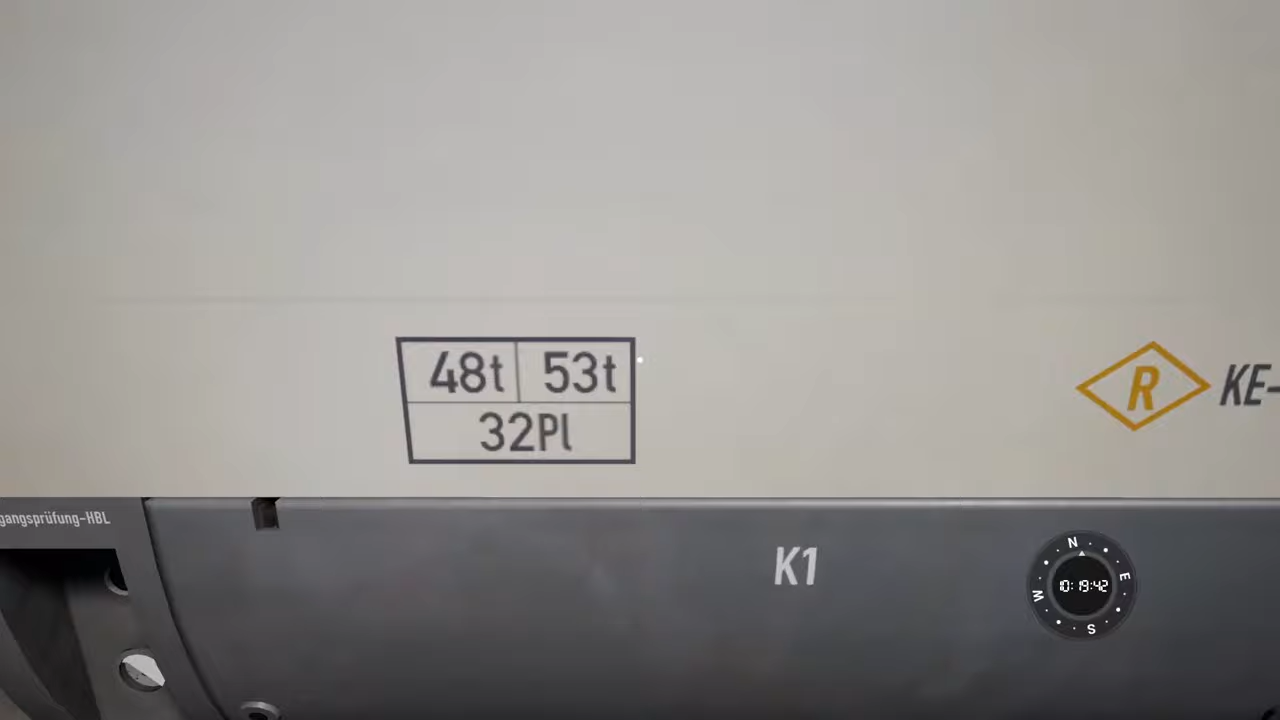 48t 53t
32Pl
R KE-
gangsprüfung-HBL
K1
N
E
S
W
10:19:42